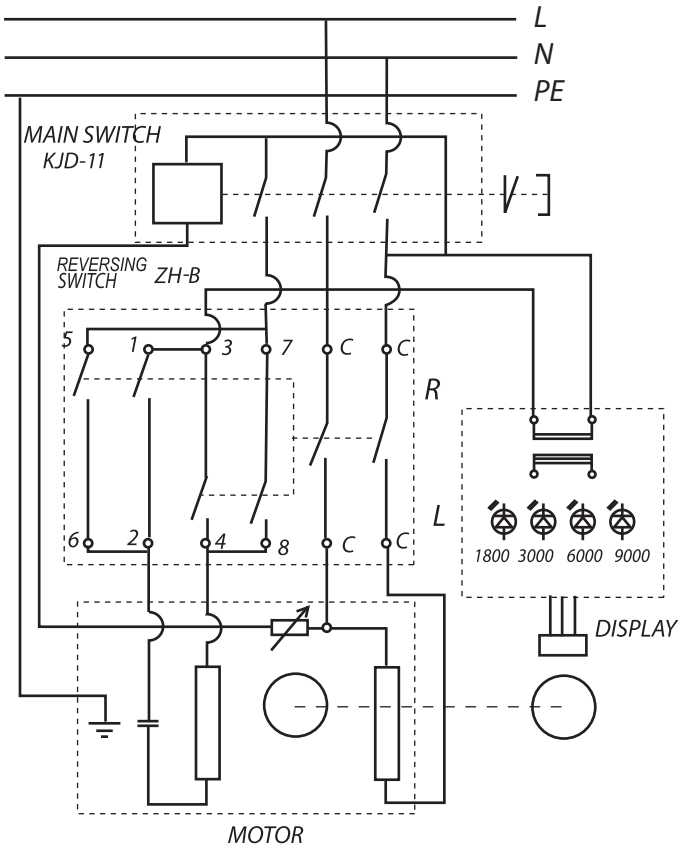 L
N
PE
MAIN SWITCH
KJD-11
REVERSING
SWITCH
ZH-B
5
1
3
7
C
C
R
L
6
2
4
8
C
C
1800 3000 6000 9000
DISPLAY
MOTOR